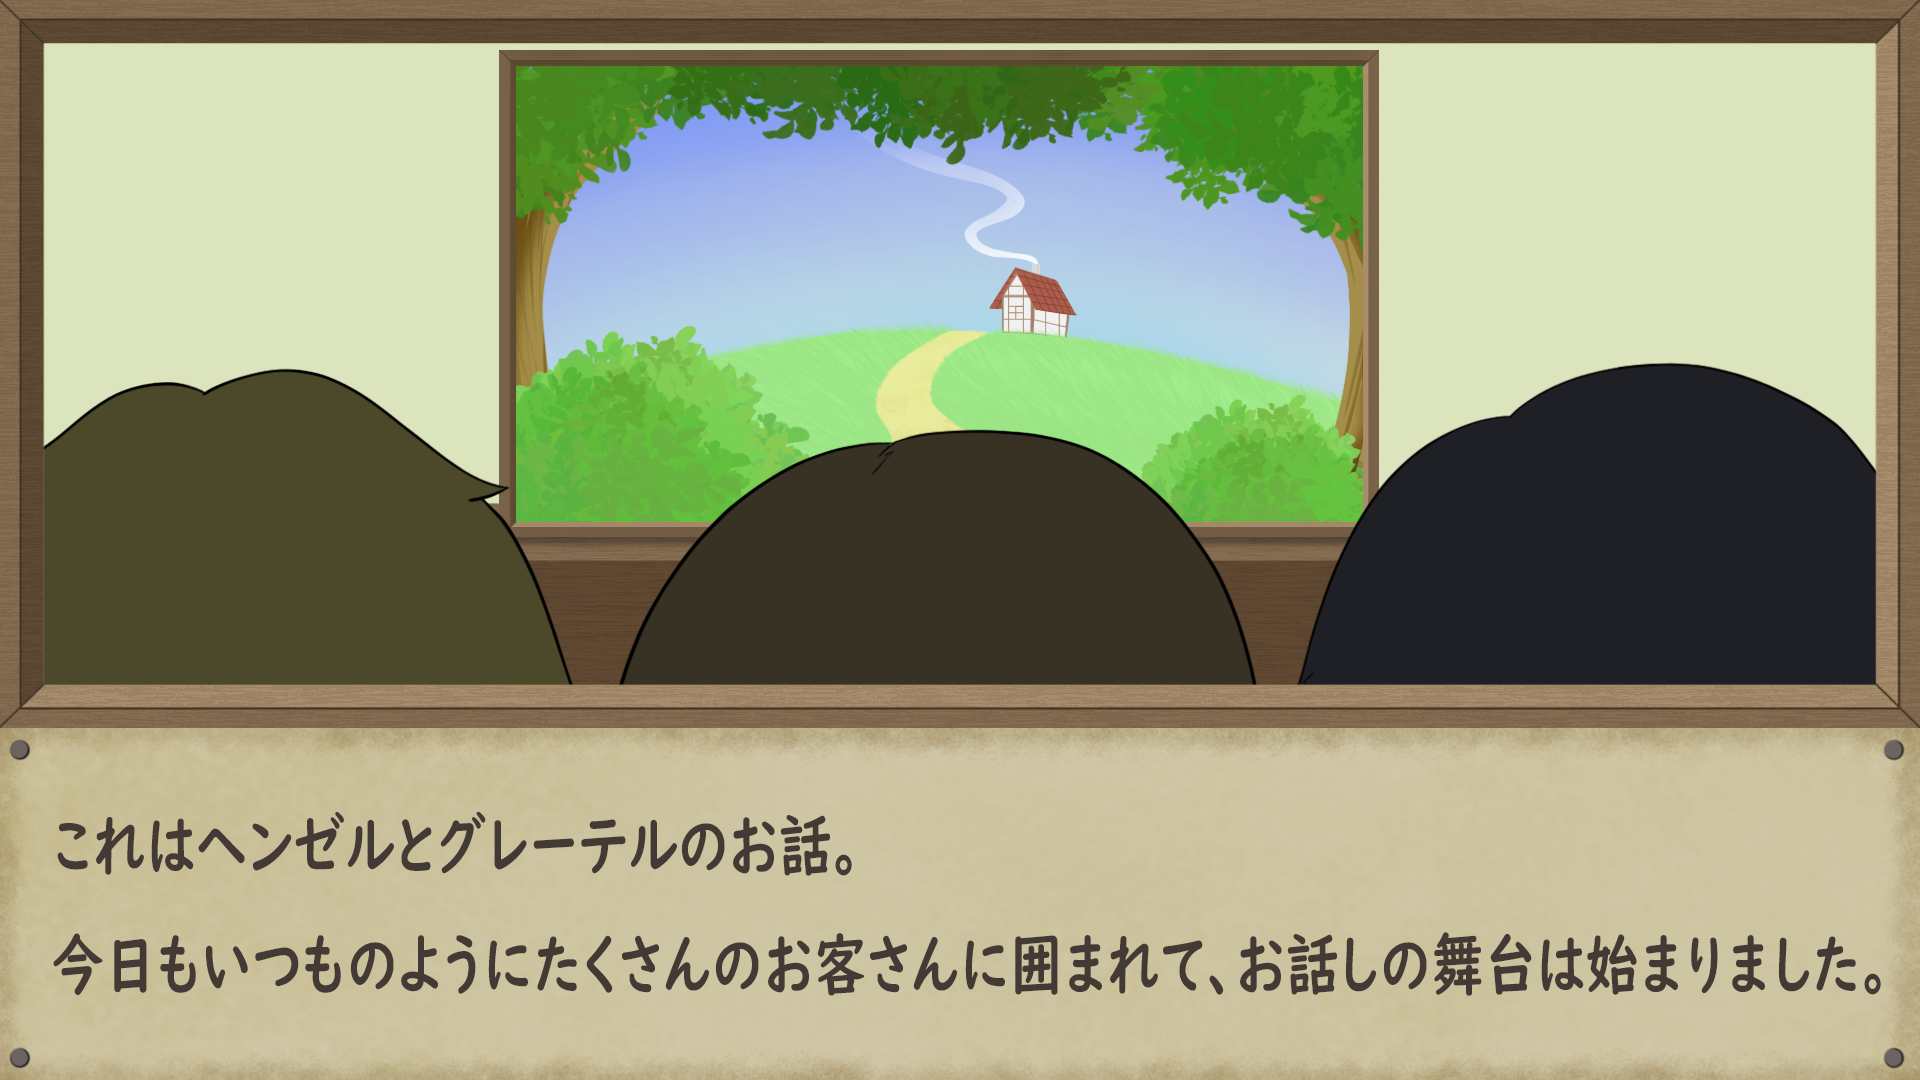 これはヘンゼルとグレーテルのお話。
今日もいつものようにたくさんのお客さんに囲まれて、お話しの舞台は始まりました。